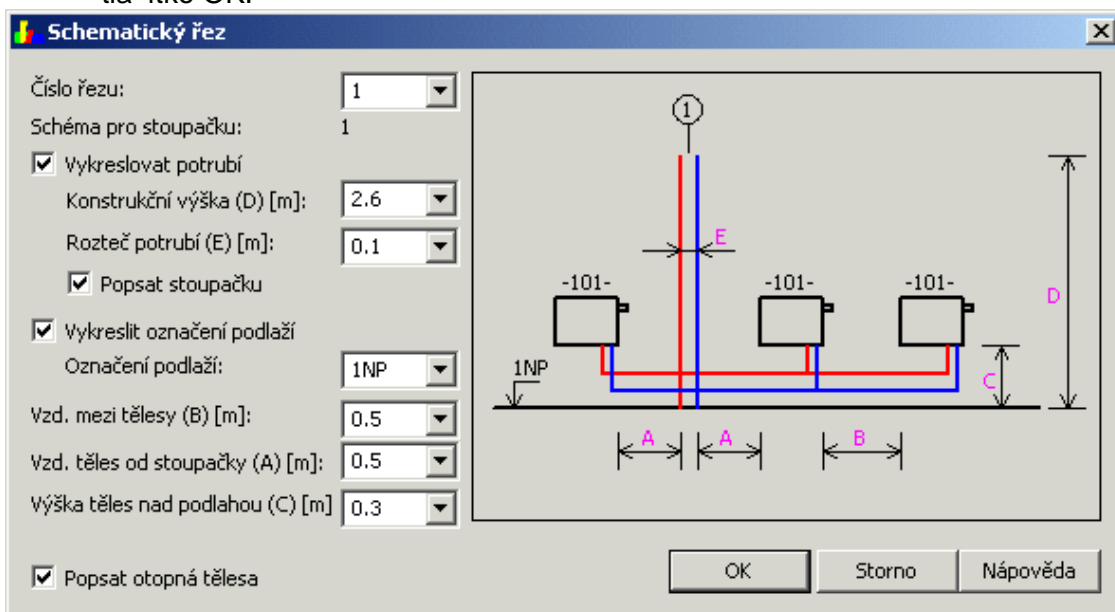 Schematický řez
Číslo řezu: 1
Schéma pro stoupačku: 1
Vykreslovat potrubí
Konstrukční výška (D) [m]: 2.6
Rozteč potrubí (E) [m]: 0.1
Popsat stoupačku
Vykreslit označení podlaží
Označení podlaží: 1NP
Vzd. mezi tělesy (B) [m]: 0.5
Vzd. těles od stoupačky (A) [m]: 0.5
Výška těles nad podlahou (C) [m] 0.3
Popsat otopná tělesa
1
E
-101- -101- -101-
D
1NP
C
A A B
OK Storno Nápověda